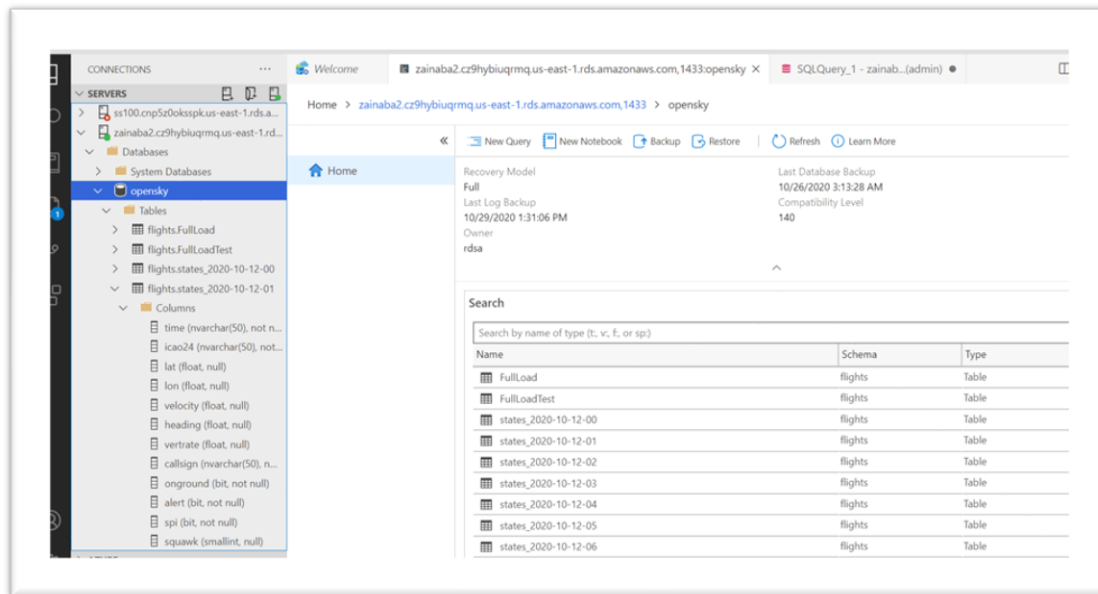 CONNECTIONS ...
SERVERS
ss100.cnp5z0oksspk.us-east-1.rds.a...
zainaba2.cz9hybiuqrmq.us-east-1.rd...
Databases
System Databases
opensky
Tables
flights.FullLoad
flights.FullLoadTest
flights.states_2020-10-12-00
flights.states_2020-10-12-01
Columns
time (nvarchar(50), not n...
icao24 (nvarchar(50), not...
lat (float, null)
lon (float, null)
velocity (float, null)
heading (float, null)
vertrate (float, null)
callsign (nvarchar(50), n...
onground (bit, not null)
alert (bit, not null)
spi (bit, not null)
squawk (smallint, null)
1
Welcome
zainaba2.cz9hybiuqrmq.us-east-1.rds.amazonaws.com,1433:opensky
SQLQuery_1 - zainab...(admin)
Home > zainaba2.cz9hybiuqrmq.us-east-1.rds.amazonaws.com,1433 > opensky
Home
New Query New Notebook Backup Restore Refresh Learn More
Recovery Model
Full
Last Log Backup
10/29/2020 1:31:06 PM
Owner
rdsa
Last Database Backup
10/26/2020 3:13:28 AM
Compatibility Level
140
Search
Search by name of type (t:, v:, f:, or sp:)
Name Schema Type
FullLoad flights Table
FullLoadTest flights Table
states_2020-10-12-00 flights Table
states_2020-10-12-01 flights Table
states_2020-10-12-02 flights Table
states_2020-10-12-03 flights Table
states_2020-10-12-04 flights Table
states_2020-10-12-05 flights Table
states_2020-10-12-06 flights Table